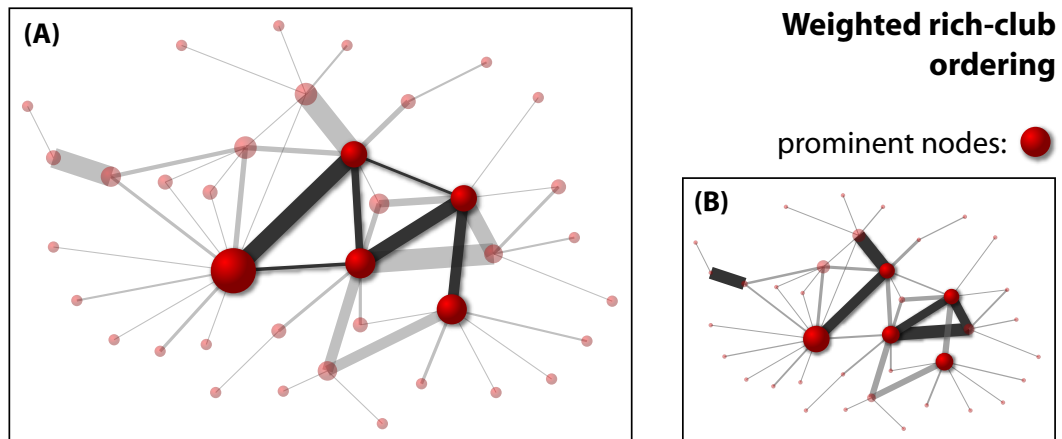 (A)
Weighted rich-club
ordering
prominent nodes:
(B)